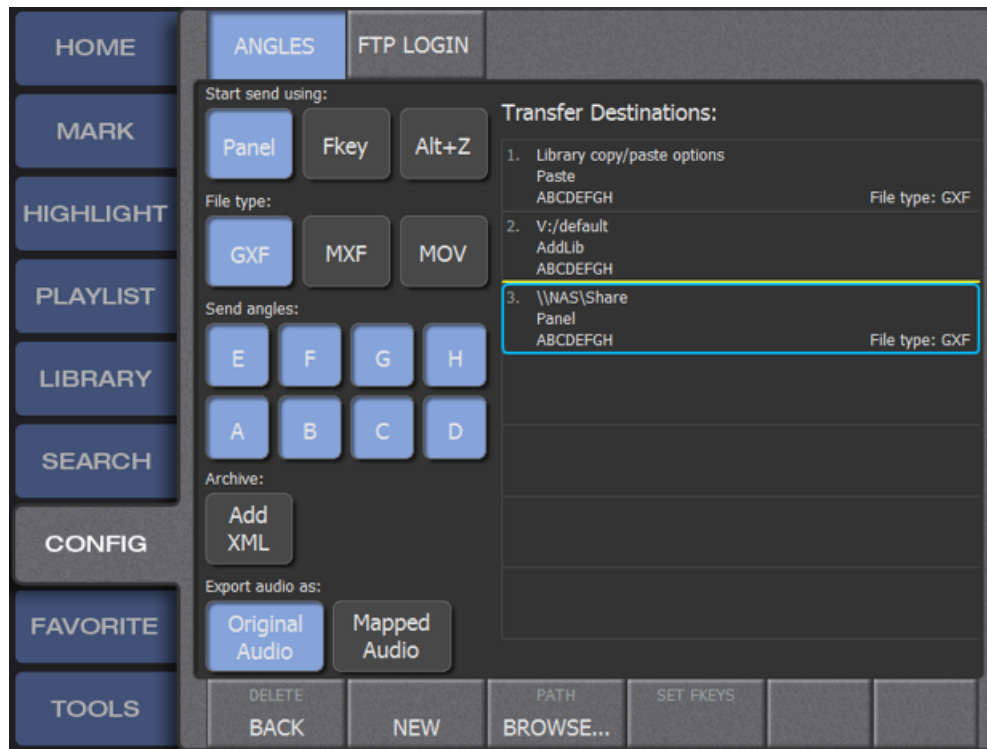 HOME
MARK
HIGHLIGHT
PLAYLIST
LIBRARY
SEARCH
CONFIG
FAVORITE
TOOLS
ANGLES
FTP LOGIN
Start send using:
Panel
Fkey
Alt+Z
File type:
GXF
MXF
MOV
Send angles:
E
F
G
H
A
B
C
D
Archive:
Add
XML
Export audio as:
Original
Audio
Mapped
Audio
Transfer Destinations:
1. Library copy/paste options
Paste
ABCDEFGH File type: GXF
2. V:/default
AddLib
ABCDEFGH
3. \\NAS\Share
Panel
ABCDEFGH File type: GXF
DELETE
BACK
NEW
PATH
BROWSE...
SET FKEYS